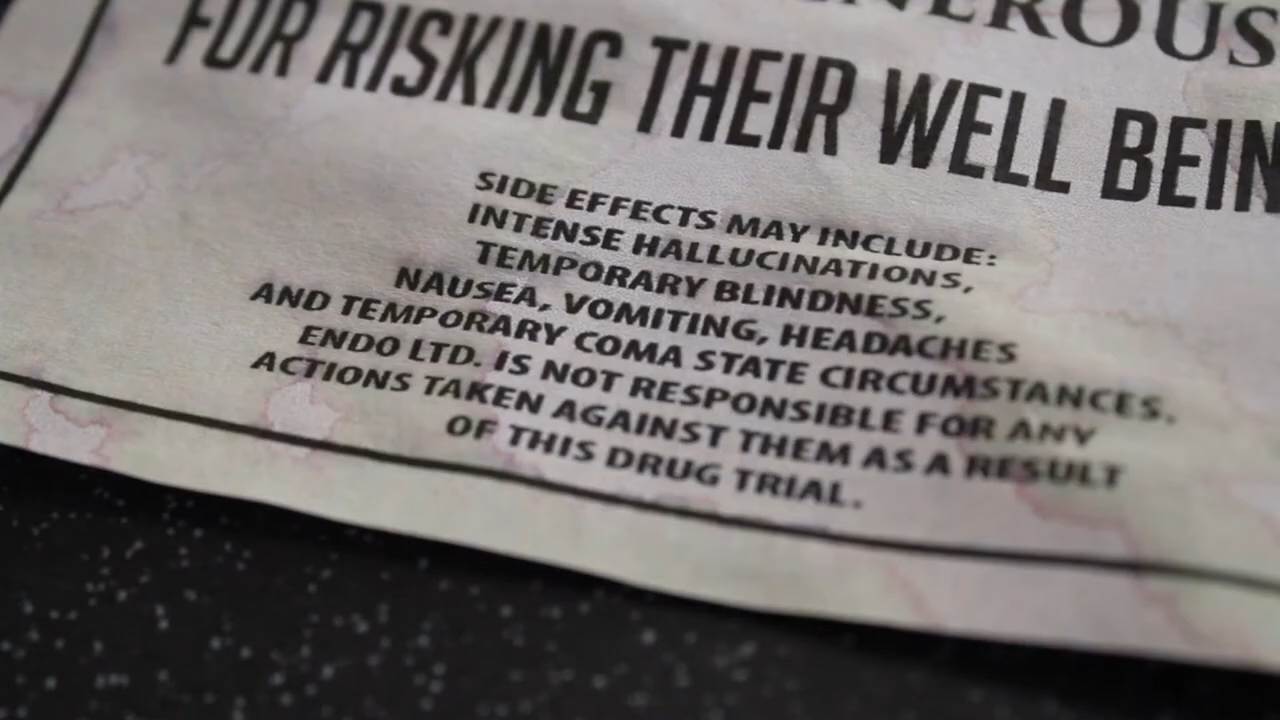 FOR RISKING THEIR WELL
SIDE EFFECTS MAY INCLUDE:
INTENSE HALLUCINATIONS,
TEMPORARY BLINDNESS,
NAUSEA, VOMITING, HEADACHES
AND TEMPORARY COMA STATE CIRCUMSTANCES.
ENDO LTD. IS NOT RESPONSIBLE FOR ANY
ACTIONS TAKEN AGAINST THEM AS A RESULT
OF THIS DRUG TRIAL.